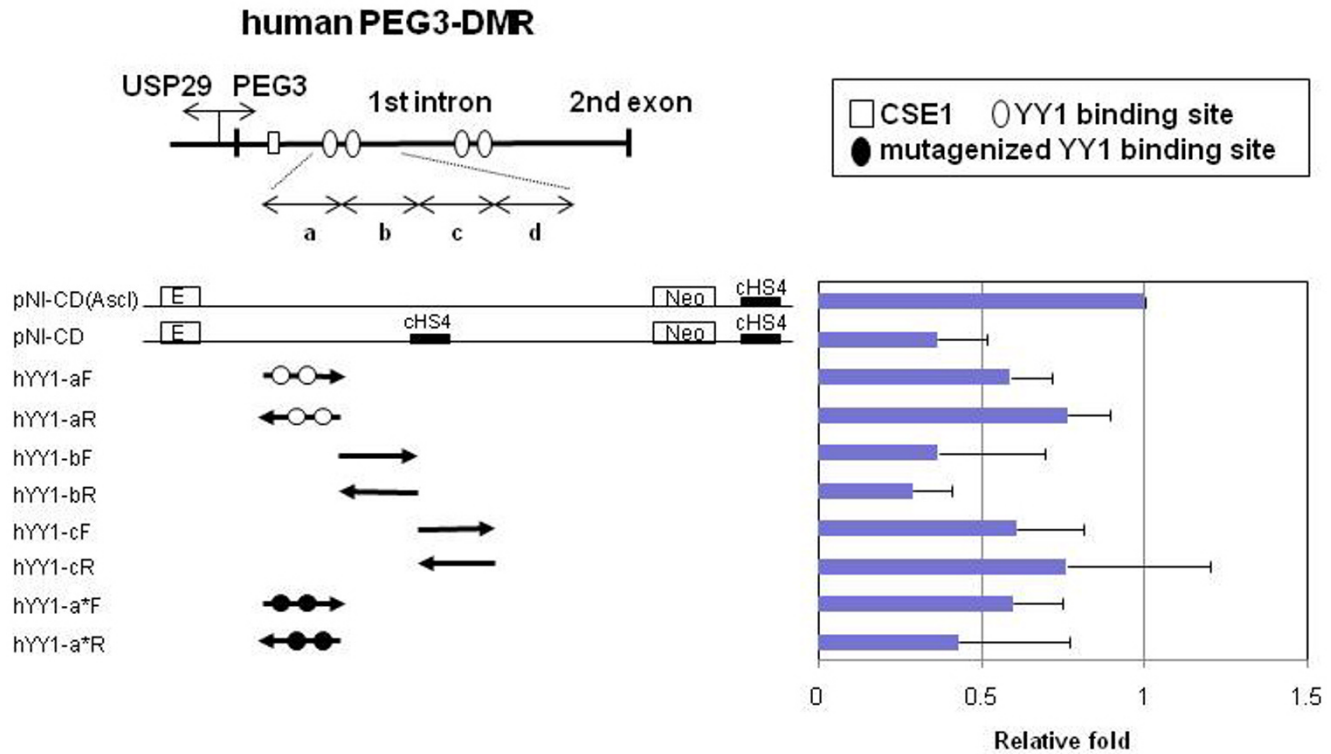 human PEG3-DMR
USP29 PEG3
1st intron
2nd exon
a b c d
CSE1 YY1 binding site
mutagenized YY1 binding site
pNI-CD(AscI) E Neo cHS4
pNI-CD E cHS4 Neo cHS4
hYY1-aF
hYY1-aR
hYY1-bF
hYY1-bR
hYY1-cF
hYY1-cR
hYY1-a*F
hYY1-a*R
0 0.5 1 1.5
Relative fold